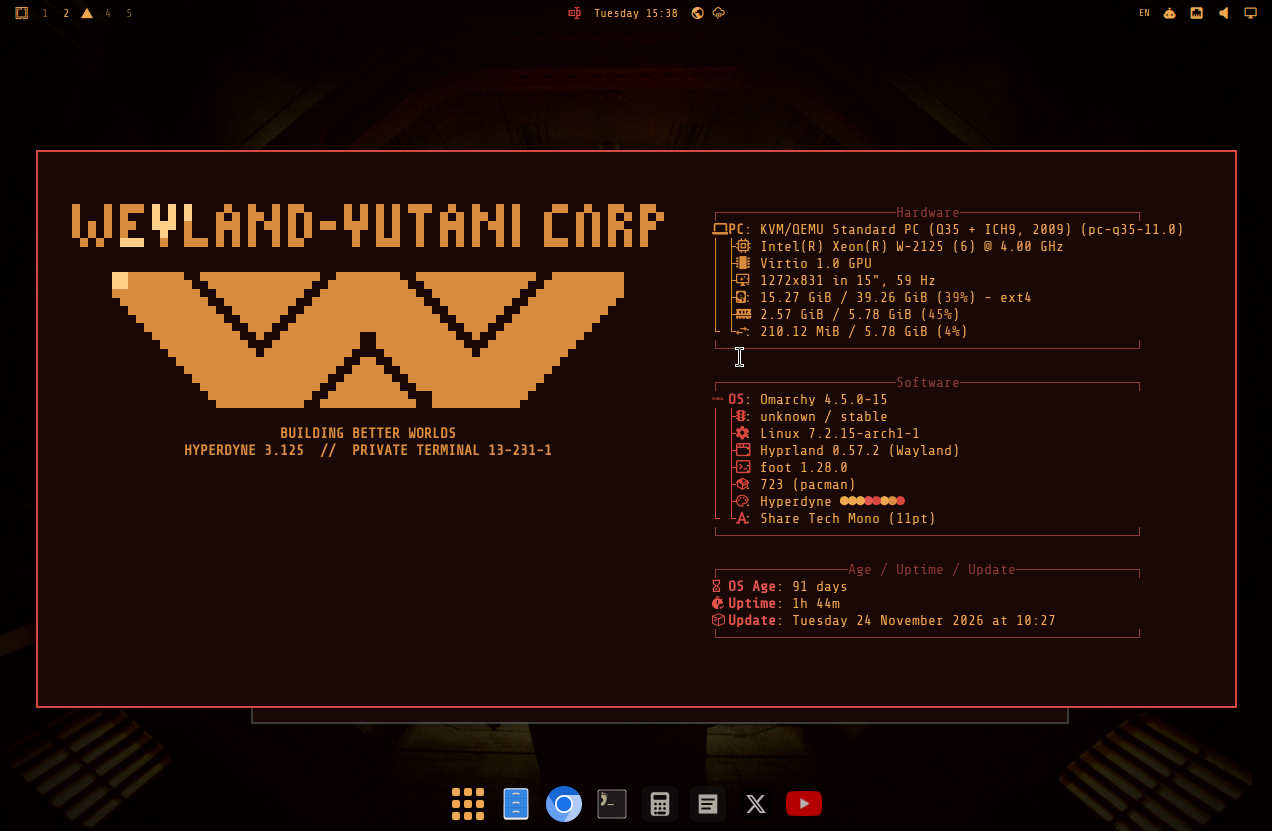 1 2 4 5 Tuesday 15:38 EN
WEYLAND-YUTANI CORP
BUILDING BETTER WORLDS
HYPERDYNE 3.125 // PRIVATE TERMINAL 13-231-1
Hardware
PC: KVM/QEMU Standard PC (Q35 + ICH9, 2009) (pc-q35-11.0)
Intel(R) Xeon(R) W-2125 (6) @ 4.00 GHz
Virtio 1.0 GPU
1272x831 in 15", 59 Hz
15.27 GiB / 39.26 GiB (39%) - ext4
2.57 GiB / 5.78 GiB (45%)
210.12 MiB / 5.78 GiB (4%)
Software
OS: Omarchy 4.5.0-15
unknown / stable
Linux 7.2.15-arch1-1
Hyprland 0.57.2 (Wayland)
foot 1.28.0
723 (pacman)
Hyperdyne
Share Tech Mono (11pt)
Age / Uptime / Update
OS Age: 91 days
Uptime: 1h 44m
Update: Tuesday 24 November 2026 at 10:27